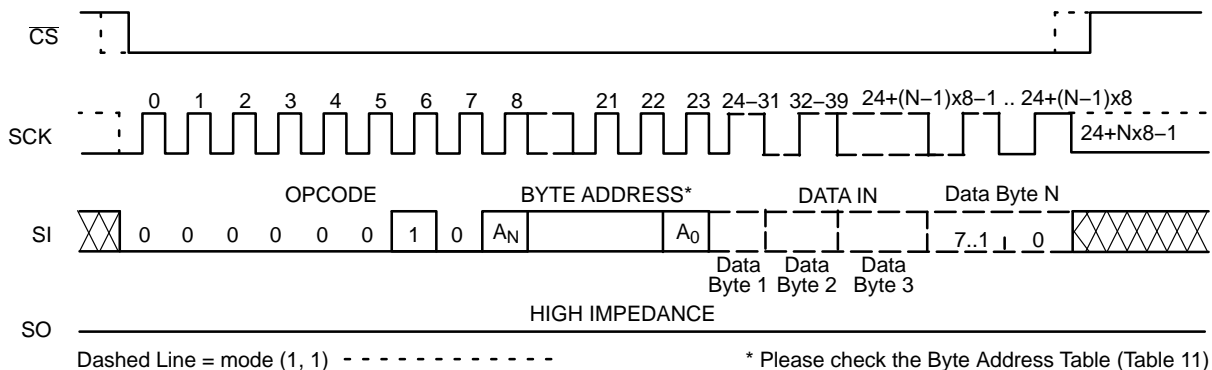 CS
0 1 2 3 4 5 6 7 8 21 22 23 24–31 32–39 24+(N–1)x8–1 .. 24+(N–1)x8
SCK
24+Nx8–1
OPCODE BYTE ADDRESS* DATA IN Data Byte N
SI
0 0 0 0 0 0 1 0 AN A0 7..1 0
Data Byte 1
Data Byte 2
Data Byte 3
HIGH IMPEDANCE
SO
Dashed Line = mode (1, 1) * Please check the Byte Address Table (Table 11)